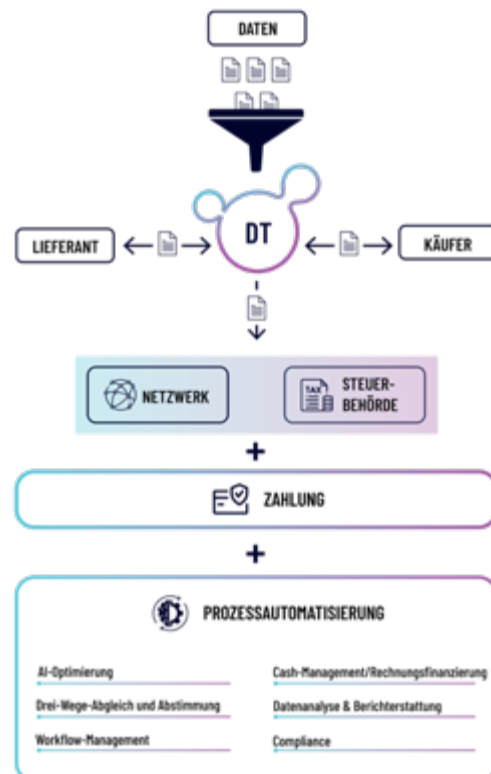 DATEN
LIEFERANT
DT
KÄUFER
NETZWERK
TAX
STEUER-
BEHÖRDE
ZAHLUNG
PROZESSAUTOMATISIERUNG
AI-Optimierung
Cash-Management/Rechnungsfinanzierung
Drei-Wege-Abgleich und Abstimmung
Datenanalyse & Berichterstattung
Workflow-Management
Compliance